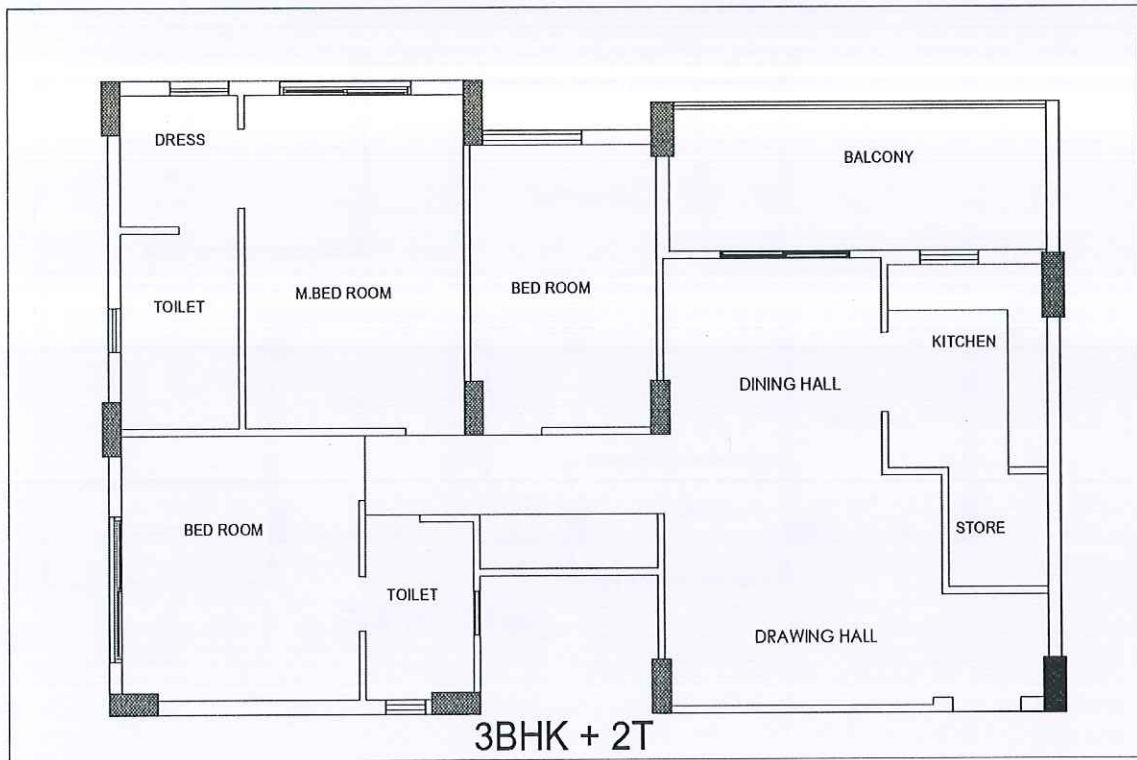 DRESS
BALCONY
TOILET
M.BED ROOM
BED ROOM
KITCHEN
DINING HALL
BED ROOM
STORE
TOILET
DRAWING HALL
3BHK + 2T